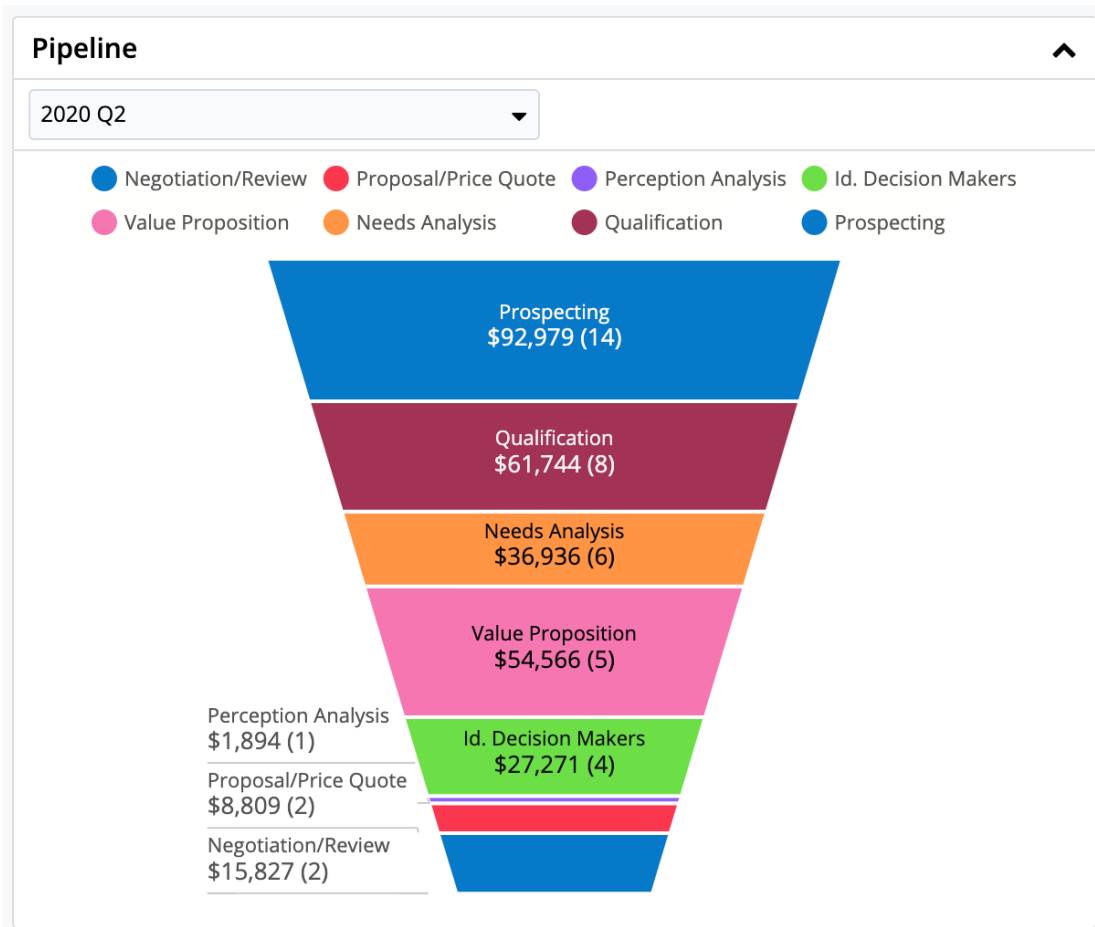 Pipeline
2020 Q2
Negotiation/Review Proposal/Price Quote Perception Analysis Id. Decision Makers
Value Proposition Needs Analysis Qualification Prospecting
Prospecting
$92,979 (14)
Qualification
$61,744 (8)
Needs Analysis
$36,936 (6)
Value Proposition
$54,566 (5)
Id. Decision Makers
$27,271 (4)
Perception Analysis
$1,894 (1)
Proposal/Price Quote
$8,809 (2)
Negotiation/Review
$15,827 (2)